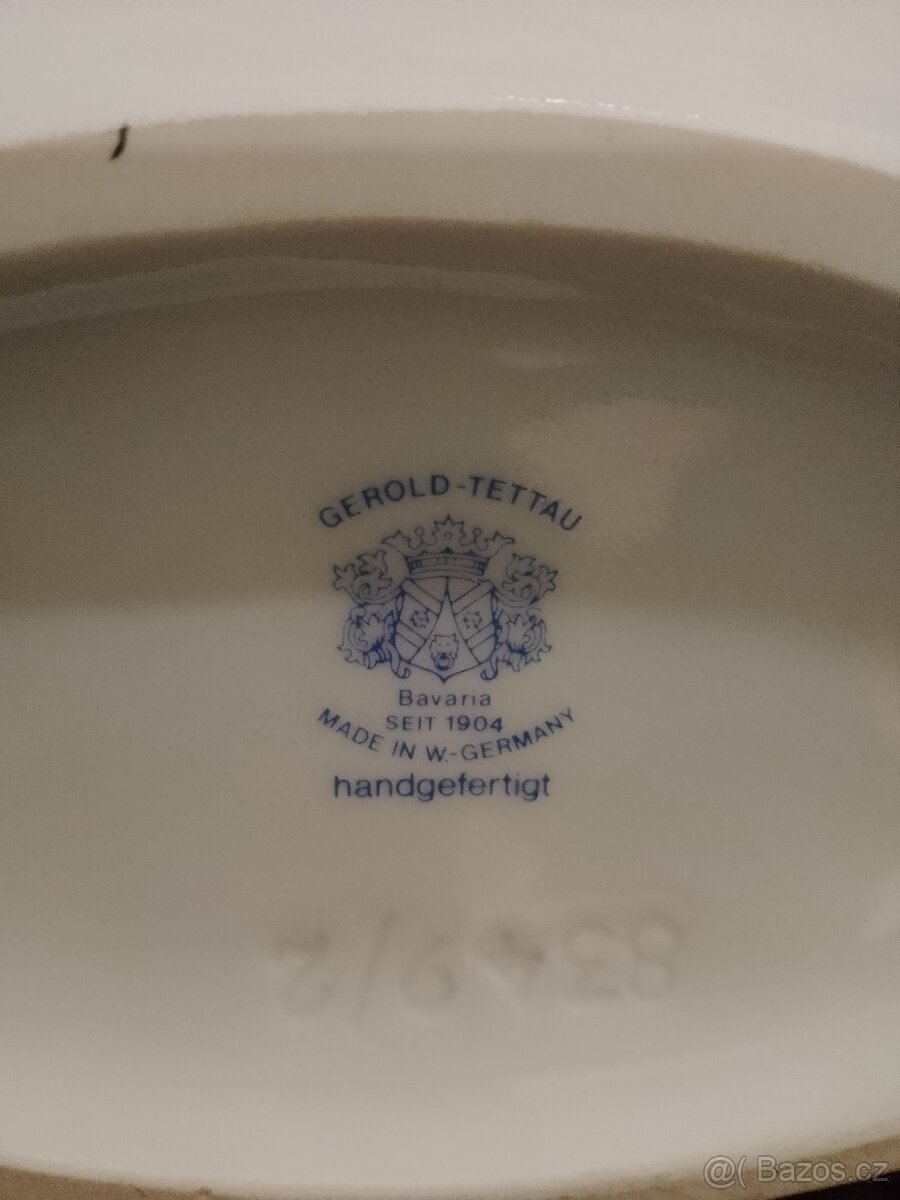 GEROLD-TETTAU
Bavaria
SEIT 1904
MADE IN W.-GERMANY
handgefertigt
@( Bazos.cz